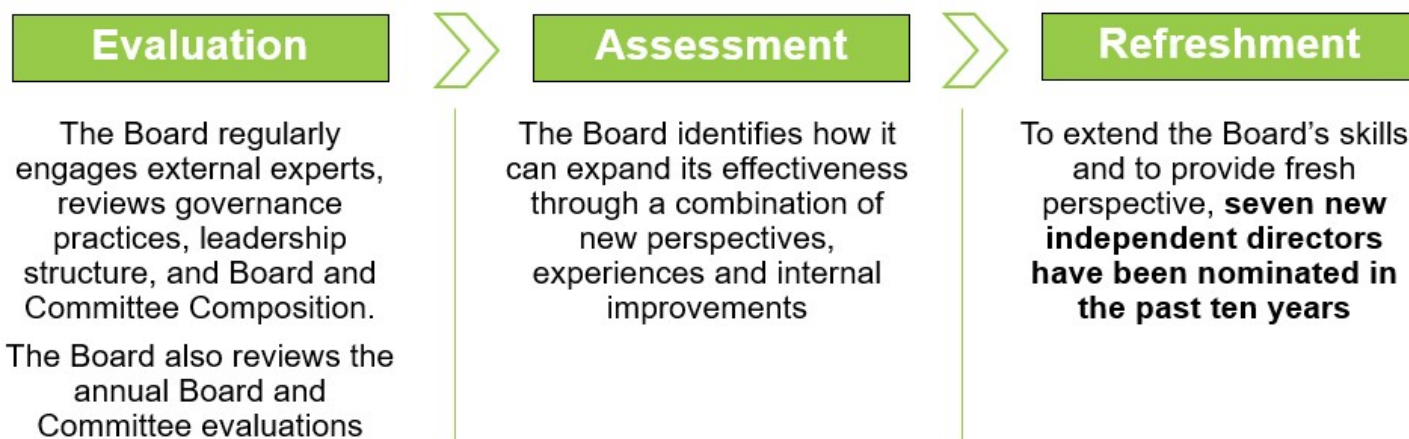 Evaluation
The Board regularly
engages external experts,
reviews governance
practices, leadership
structure, and Board and
Committee Composition.
The Board also reviews the
annual Board and
Committee evaluations
Assessment
The Board identifies how it
can expand its effectiveness
through a combination of
new perspectives,
experiences and internal
improvements
Refreshment
To extend the Board’s skills
and to provide fresh
perspective, seven new
independent directors
have been nominated in
the past ten years